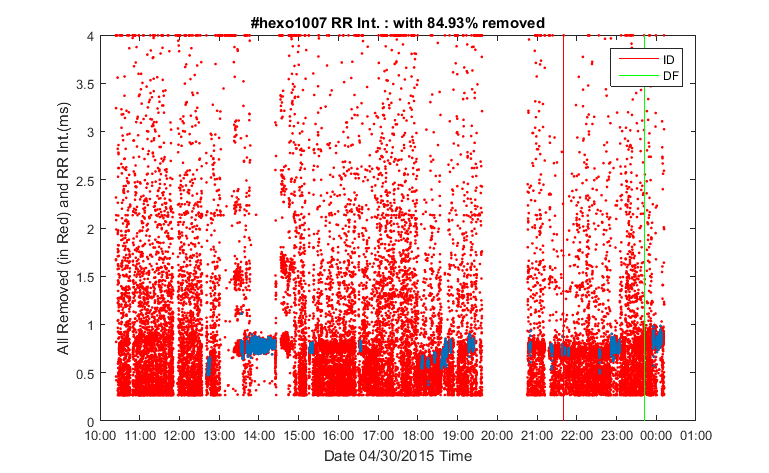 #hexo1007 RR Int. : with 84.93% removed
All Removed (in Red) and RR Int.(ms)
4
3.5
3
2.5
2
1.5
1
0.5
0
ID
DF
10:00 11:00 12:00 13:00 14:00 15:00 16:00 17:00 18:00 19:00 20:00 21:00 22:00 23:00 00:00 01:00
Date 04/30/2015 Time